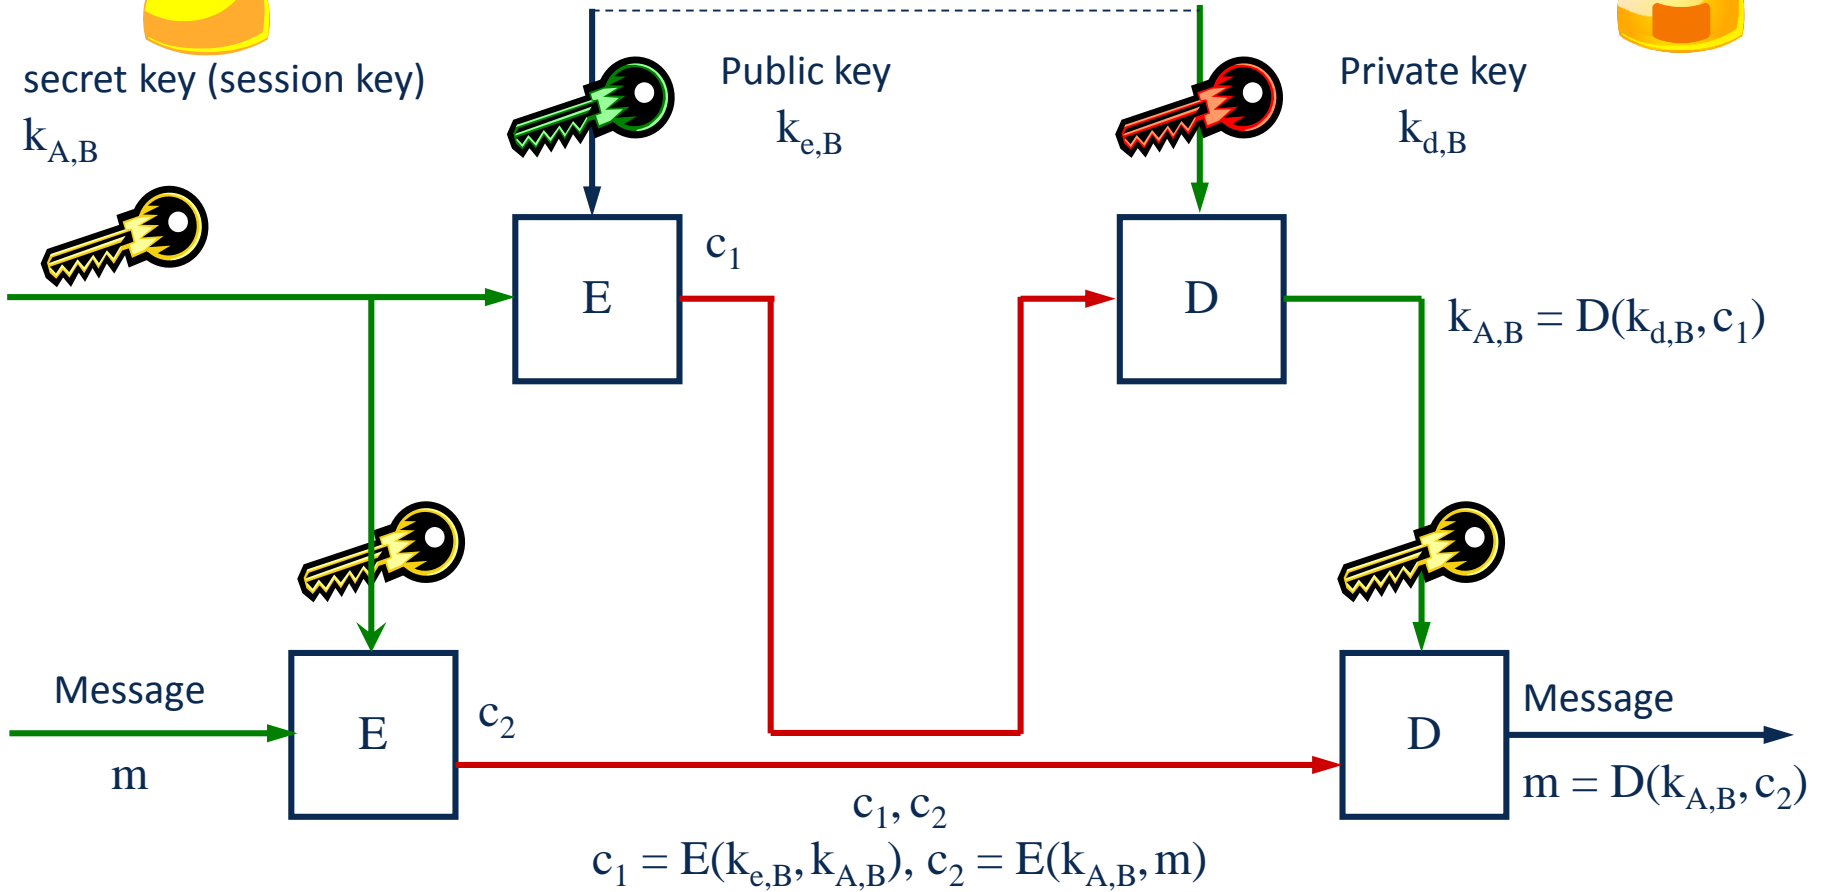 secret key (session key)
k_A,B
Public key
k_e,B
Private key
k_d,B
E
c_1
D
k_A,B = D(k_d,B, c_1)
Message
m
E
c_2
D
Message
m = D(k_A,B, c_2)
c_1, c_2
c_1 = E(k_e,B, k_A,B), c_2 = E(k_A,B, m)